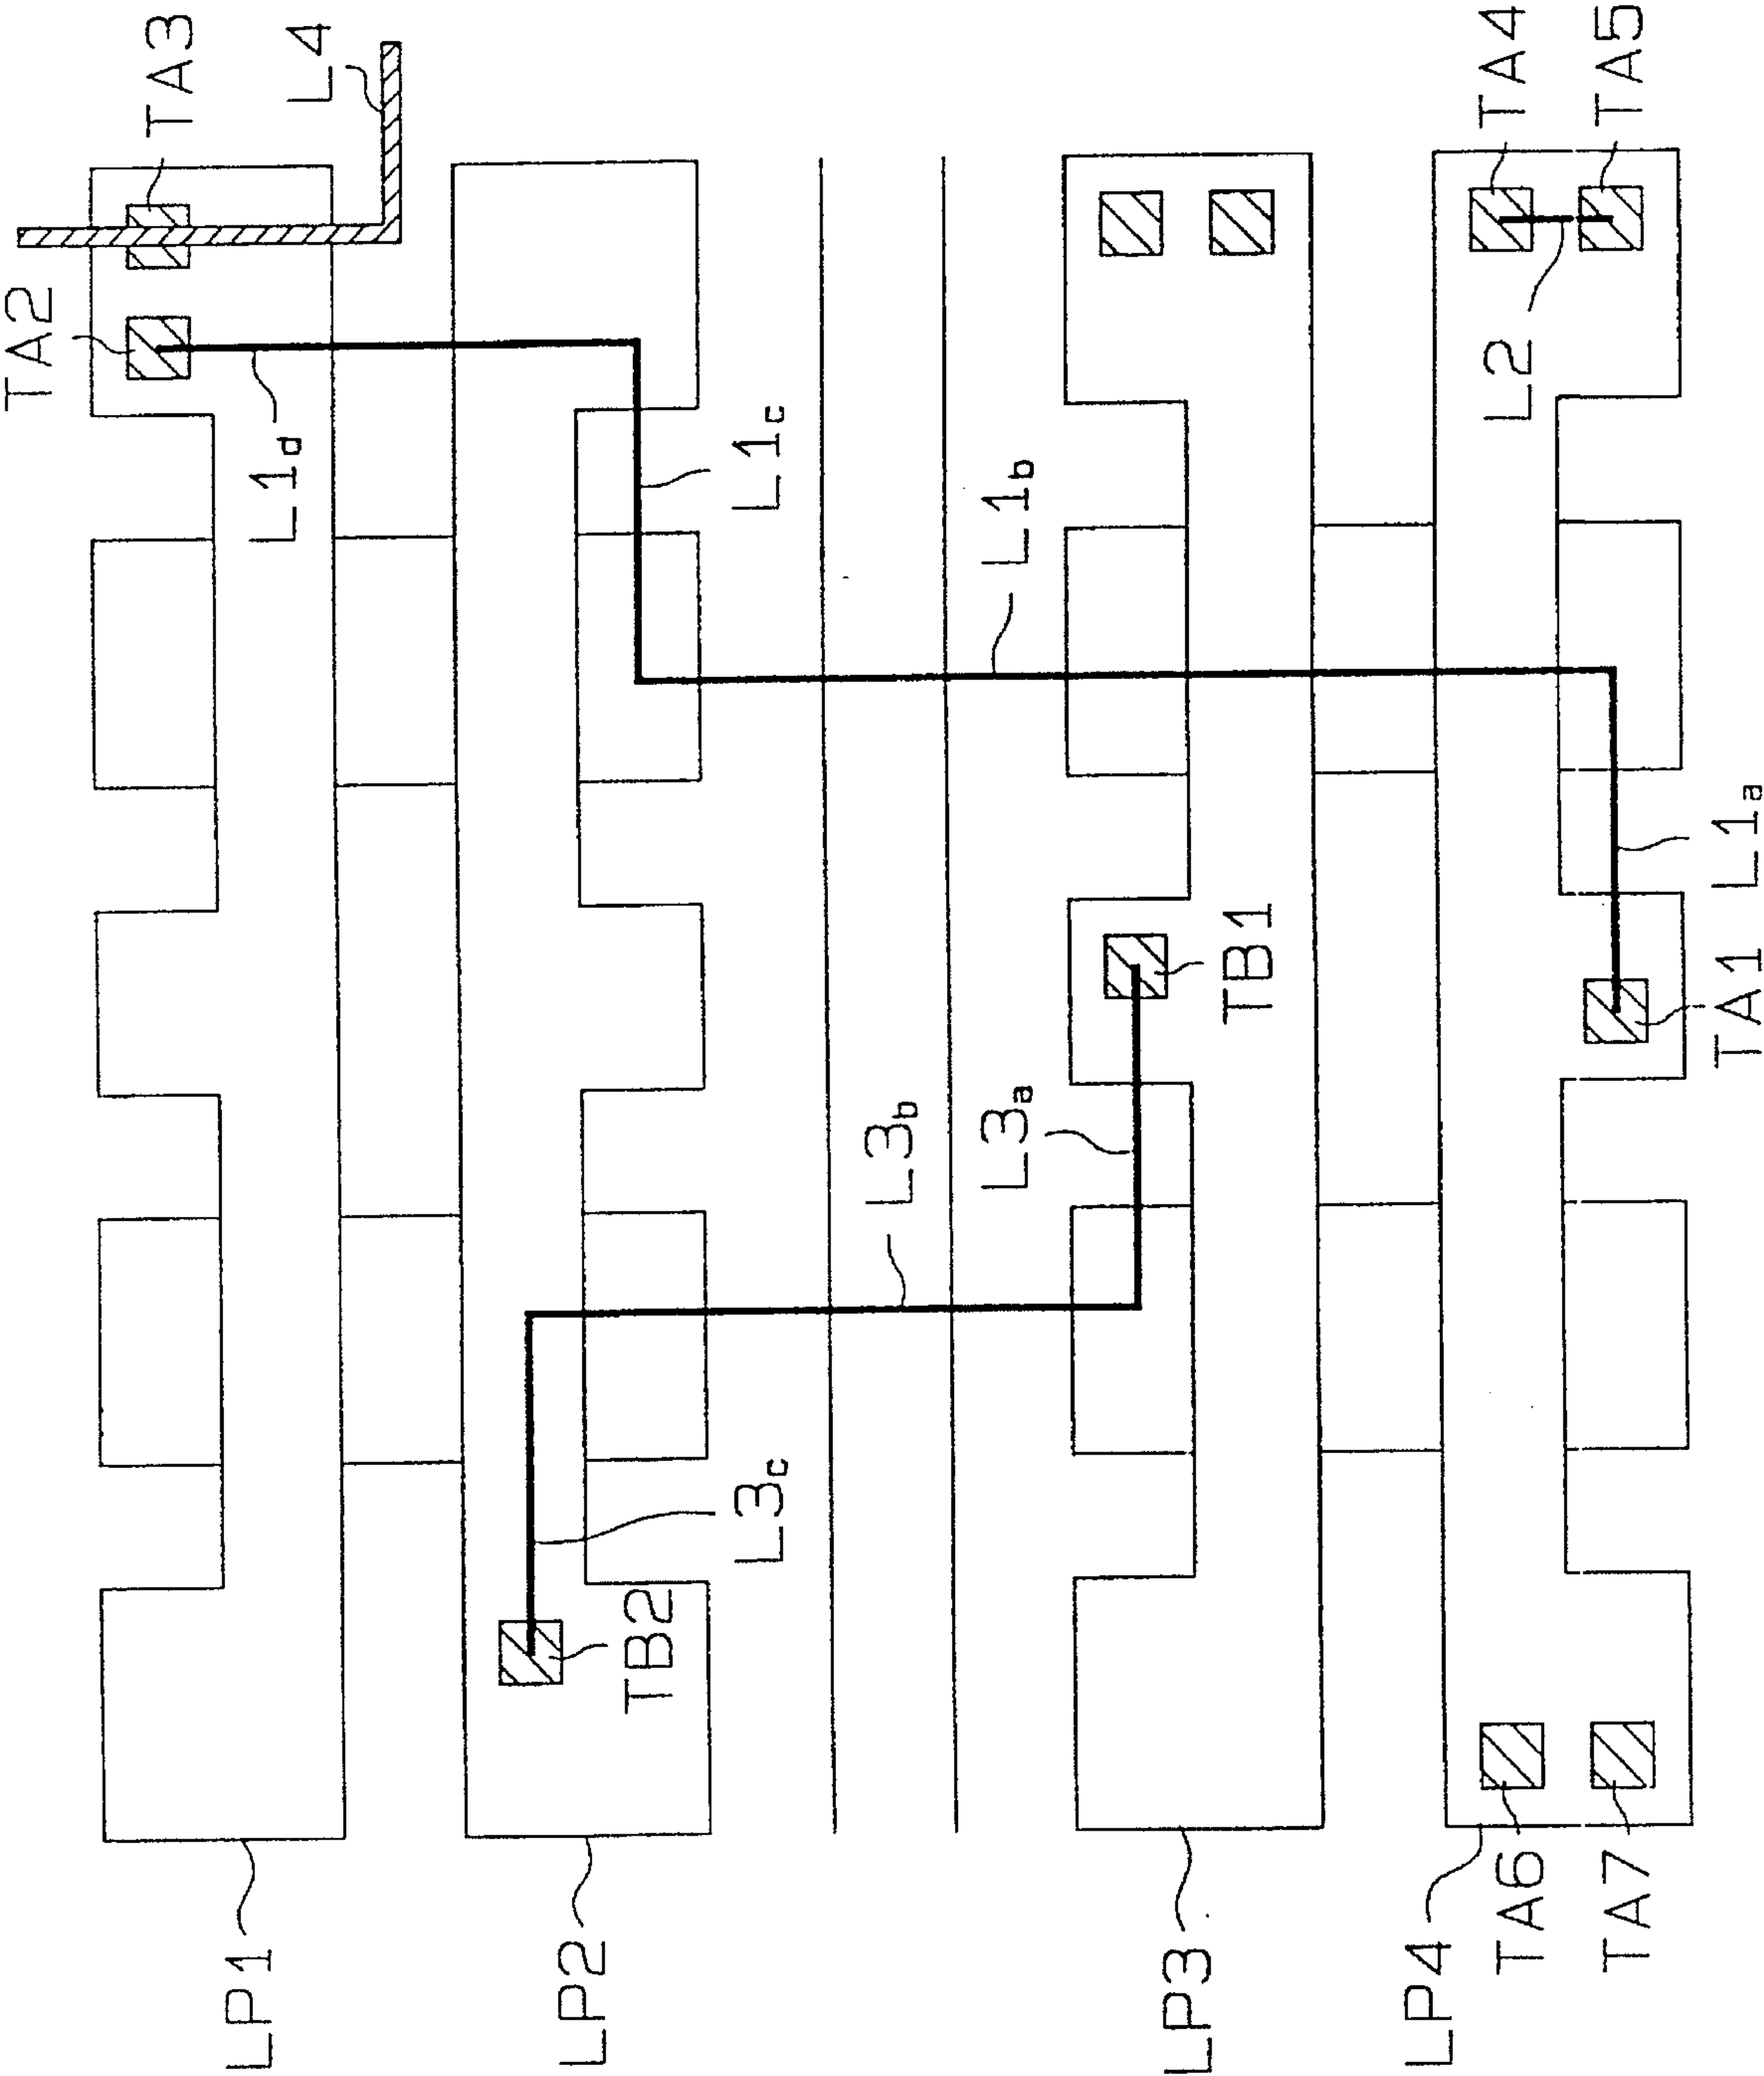 TA3
L4
TA2
L1d
L1c
L1b
TA4
TA5
L2
L1a
TA1
TB1
L3b
L3a
L3c
TB2
LP1
LP2
LP3
LP4
TA6
TA7